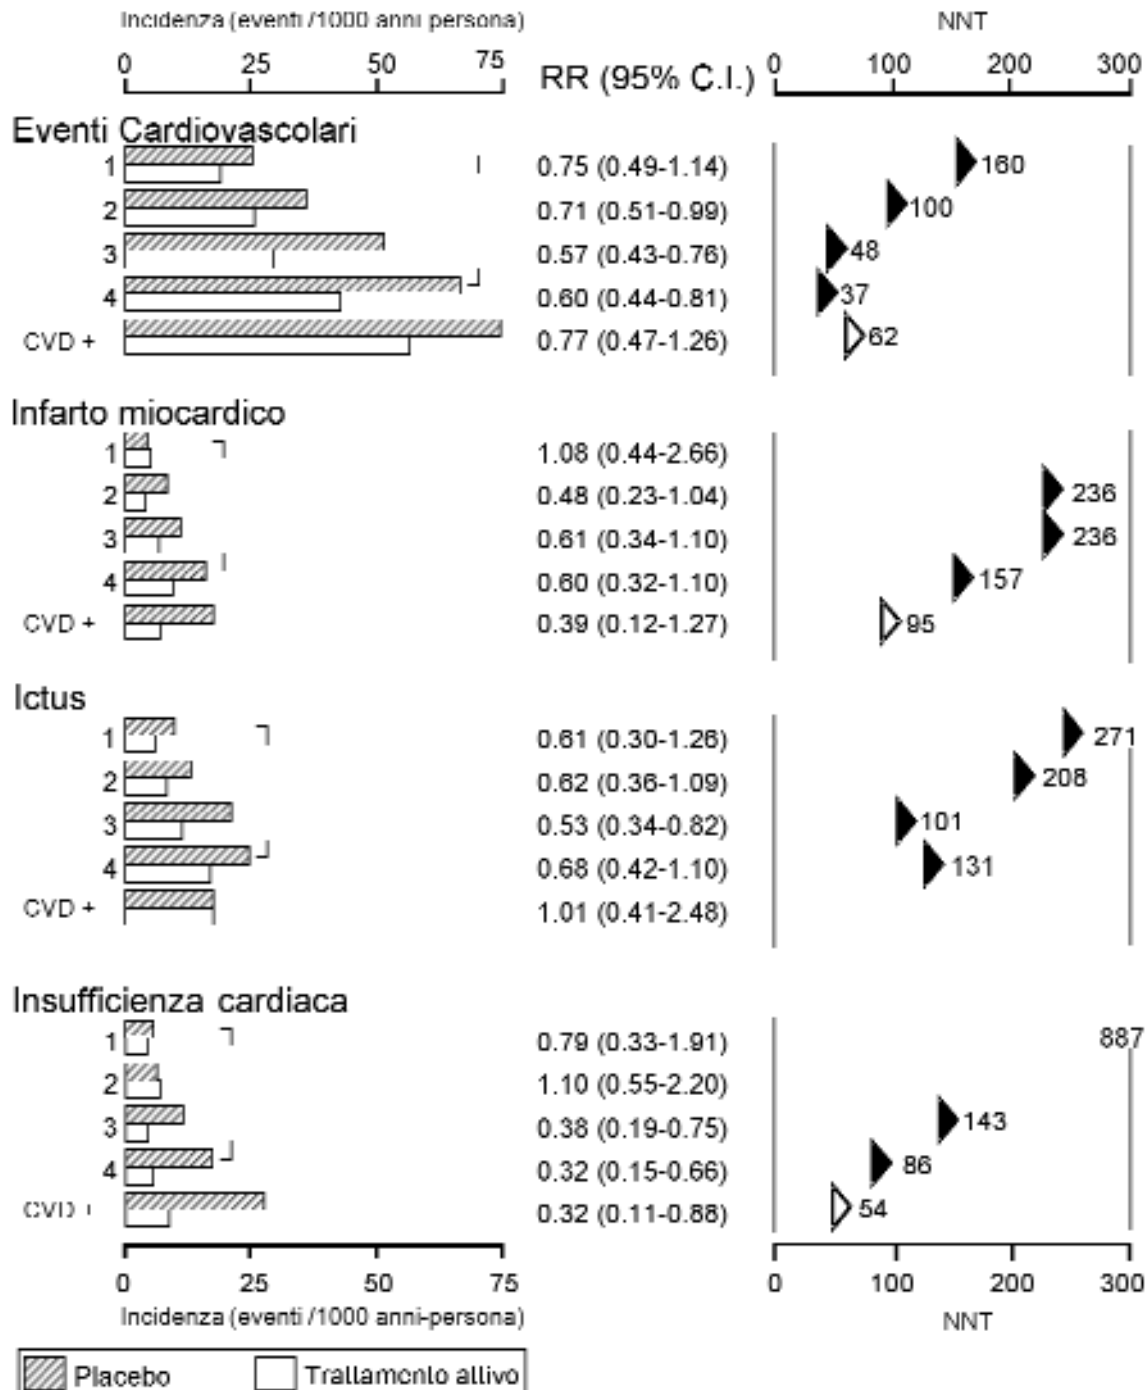 Incidenza (eventi /1000 anni persona) NNT
0 25 50 75 RR (95% C.I.) 0 100 200 300
Eventi Cardiovascolari
1 0.75 (0.49-1.14) 160
2 0.71 (0.51-0.99) 100
3 0.57 (0.43-0.76) 48
4 0.60 (0.44-0.81) 37
CVD + 0.77 (0.47-1.26) 62
Infarto miocardico
1 1.08 (0.44-2.66)
2 0.48 (0.23-1.04) 236
3 0.61 (0.34-1.10) 236
4 0.60 (0.32-1.10) 157
CVD + 0.39 (0.12-1.27) 95
Ictus
1 0.61 (0.30-1.26) 271
2 0.62 (0.36-1.09) 208
3 0.53 (0.34-0.82) 101
4 0.68 (0.42-1.10) 131
CVD + 1.01 (0.41-2.48)
Insufficienza cardiaca
1 0.79 (0.33-1.91) 887
2 1.10 (0.55-2.20)
3 0.38 (0.19-0.75) 143
4 0.32 (0.15-0.66) 86
CVD + 0.32 (0.11-0.88) 54
0 25 50 75 0 100 200 300
Incidenza (eventi /1000 anni-persona) NNT
Placebo Trattamento attivo